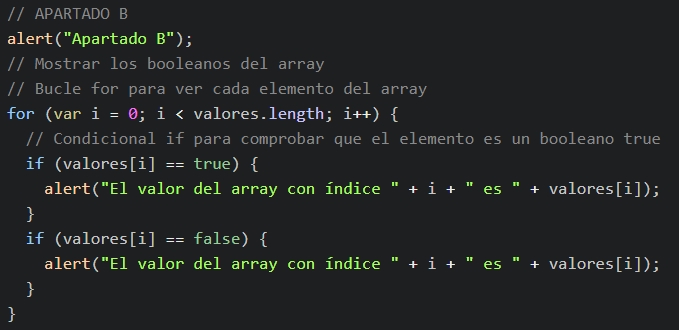 // APARTADO B
alert("Apartado B");
// Mostrar los booleanos del array
// Bucle for para ver cada elemento del array
for (var i = 0; i < valores.length; i++) {
  // Condicional if para comprobar que el elemento es un booleano true
  if (valores[i] == true) {
    alert("El valor del array con índice " + i + " es " + valores[i]);
  }
  if (valores[i] == false) {
    alert("El valor del array con índice " + i + " es " + valores[i]);
  }
}